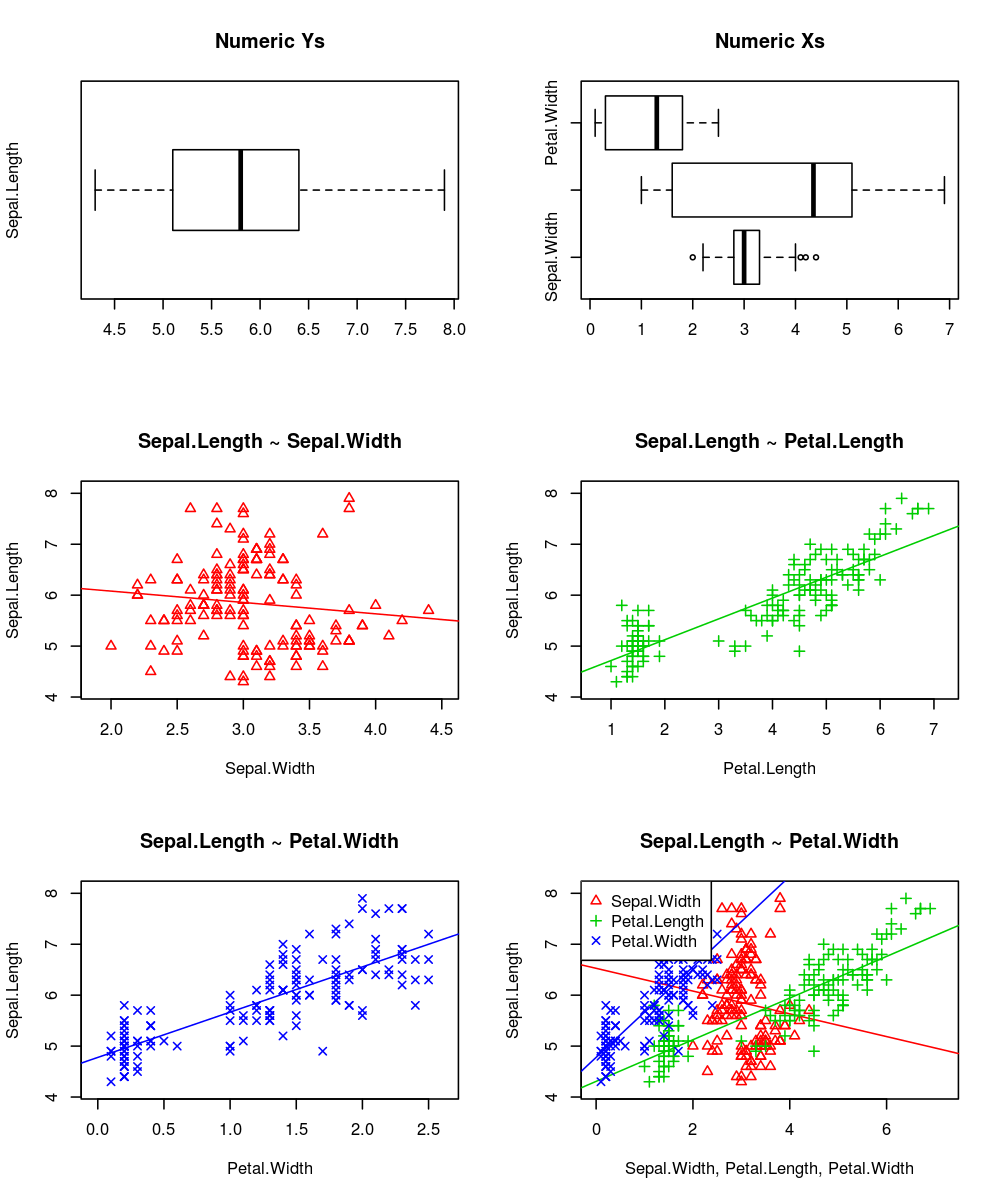 Numeric Ys
Sepal.Length
4.5 5.0 5.5 6.0 6.5 7.0 7.5 8.0
Numeric Xs
Petal.Width
Sepal.Width
0 1 2 3 4 5 6 7
Sepal.Length ~ Sepal.Width
Sepal.Length
8
7
6
5
4
2.0 2.5 3.0 3.5 4.0 4.5
Sepal.Width
Sepal.Length ~ Petal.Length
Sepal.Length
8
7
6
5
4
1 2 3 4 5 6 7
Petal.Length
Sepal.Length ~ Petal.Width
Sepal.Length
8
7
6
5
4
0.0 0.5 1.0 1.5 2.0 2.5
Petal.Width
Sepal.Length ~ Petal.Width
Sepal.Length
8
7
6
5
4
Sepal.Width
Petal.Length
Petal.Width
0 2 4 6
Sepal.Width, Petal.Length, Petal.Width